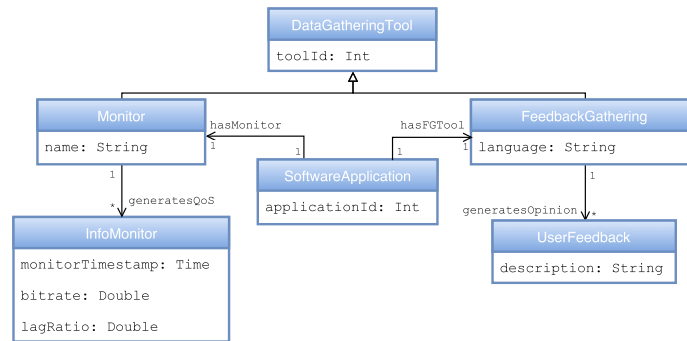 DataGatheringTool
toolId: Int
Monitor
name: String
hasMonitor
1
1
hasFGTool
1
1
FeedbackGathering
language: String
SoftwareApplication
applicationId: Int
1
generatesQoS
*
1
generatesOpinion
*
InfoMonitor
monitorTimestamp: Time
bitrate: Double
lagRatio: Double
UserFeedback
description: String